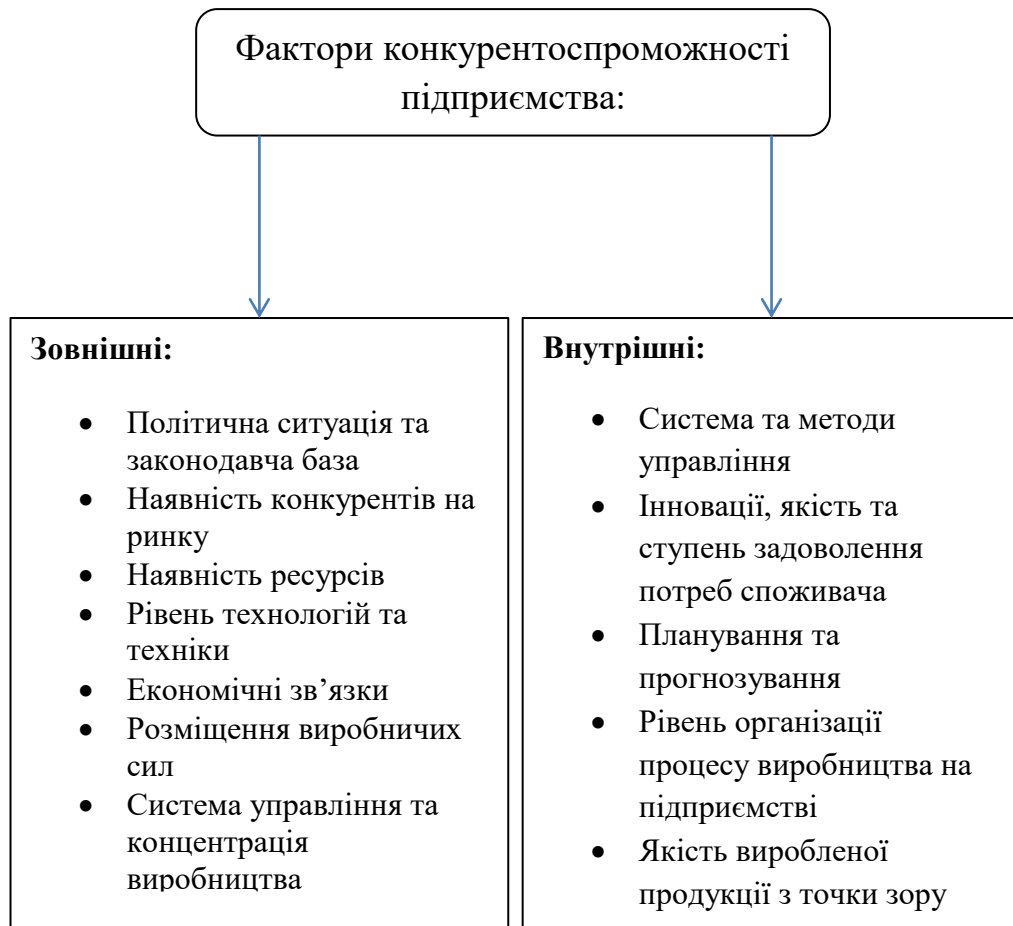 Фактори конкурентоспроможності
підприємства:
Зовнішні:
• Політична ситуація та
законодавча база
• Наявність конкурентів на
ринку
• Наявність ресурсів
• Рівень технологій та
техніки
• Економічні зв’язки
• Розміщення виробничих
сил
• Система управління та
концентрація
виробництва
Внутрішні:
• Система та методи
управління
• Інновації, якість та
ступень задоволення
потреб споживача
• Планування та
прогнозування
• Рівень організації
процесу виробництва на
підприємстві
• Якість виробленої
продукції з точки зору